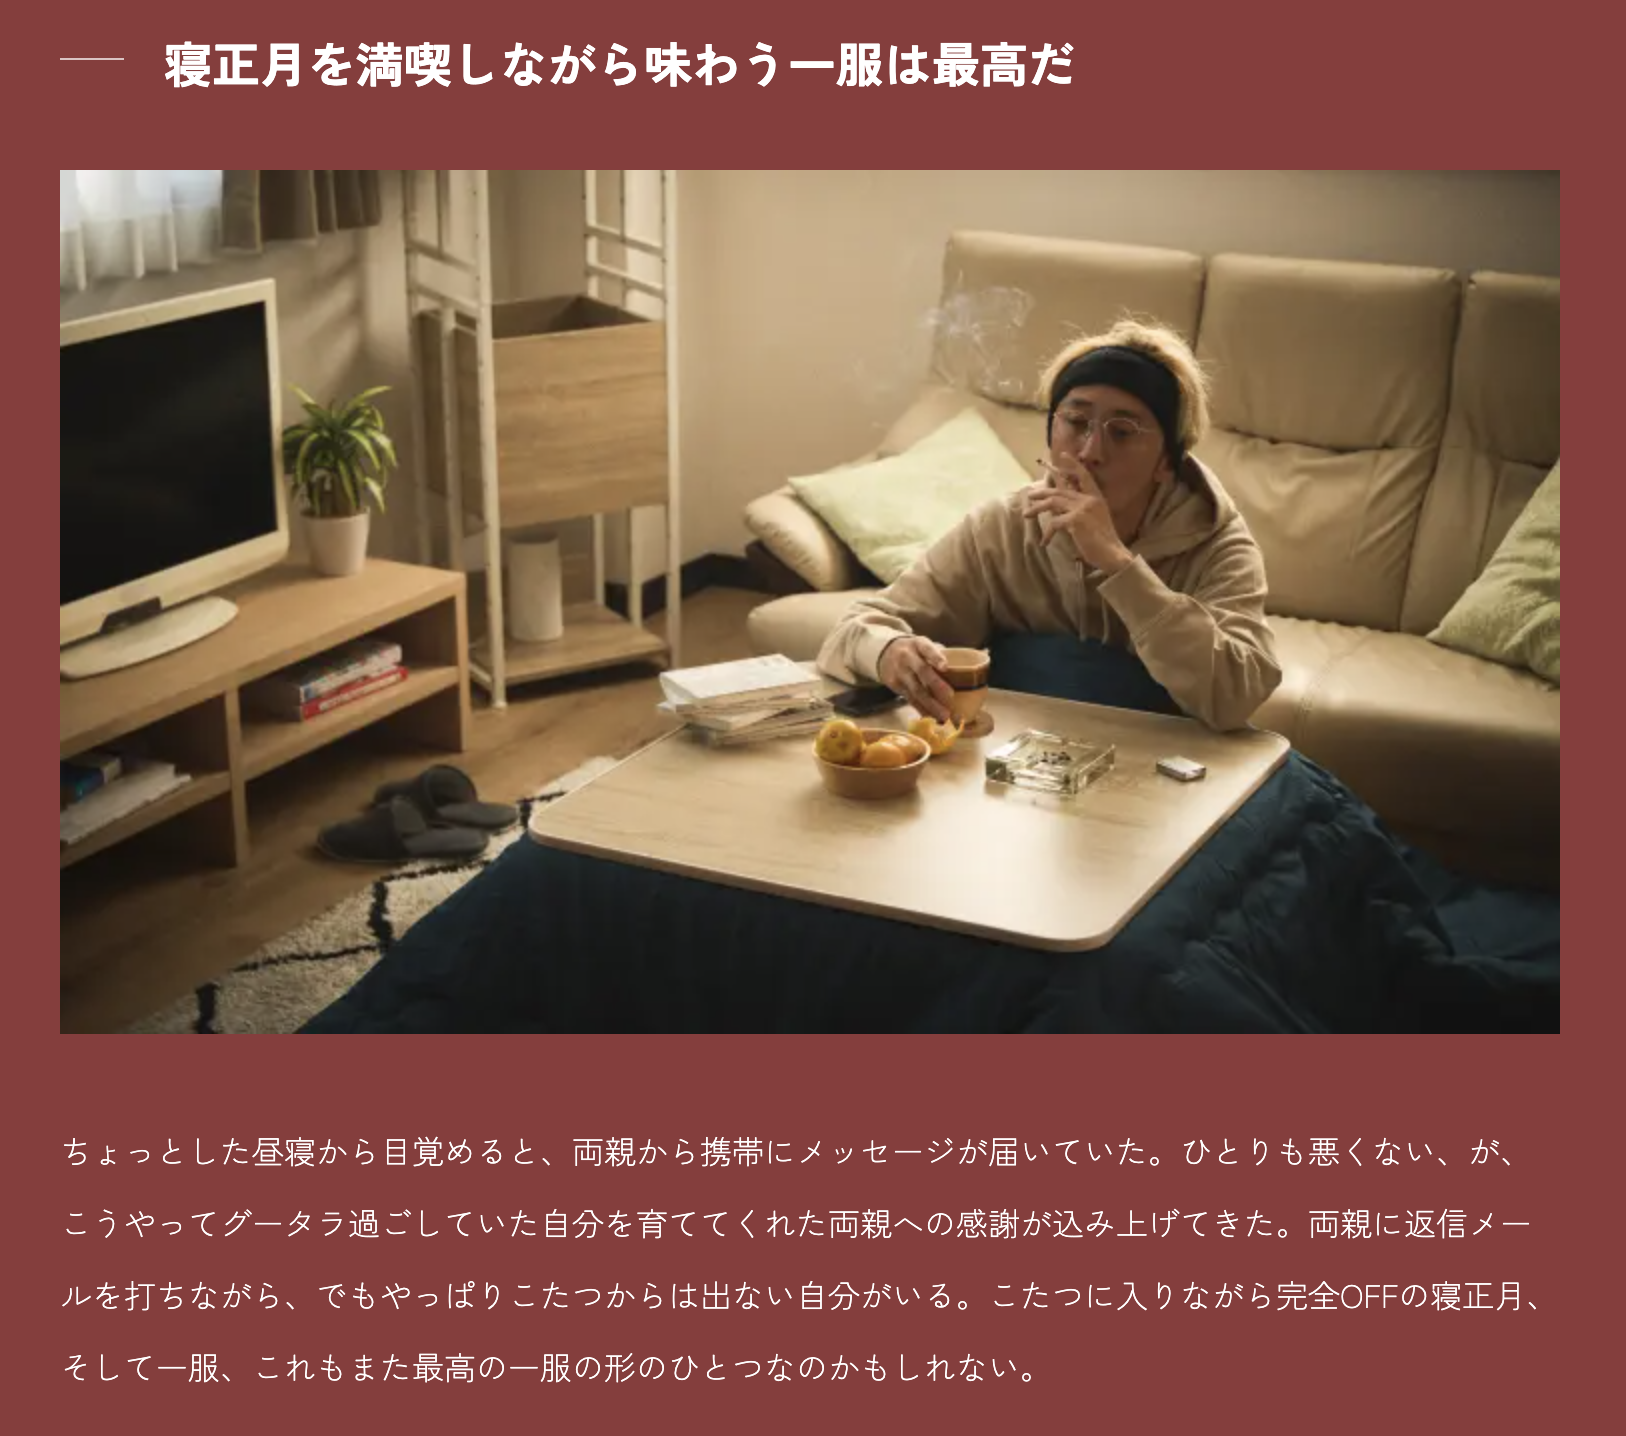 寝正月を満喫しながら味わう一服は最高だ
ちょっとした昼寝から目覚めると、両親から携帯にメッセージが届いていた。ひとりも悪くない、が、
こうやってグータラ過ごしていた自分を育ててくれた両親への感謝が込み上げてきた。両親に返信メー
ルを打ちながら、でもやっぱりこたつからは出ない自分がいる。こたつに入りながら完全OFFの寝正月、
そして一服、これもまた最高の一服の形のひとつなのかもしれない。